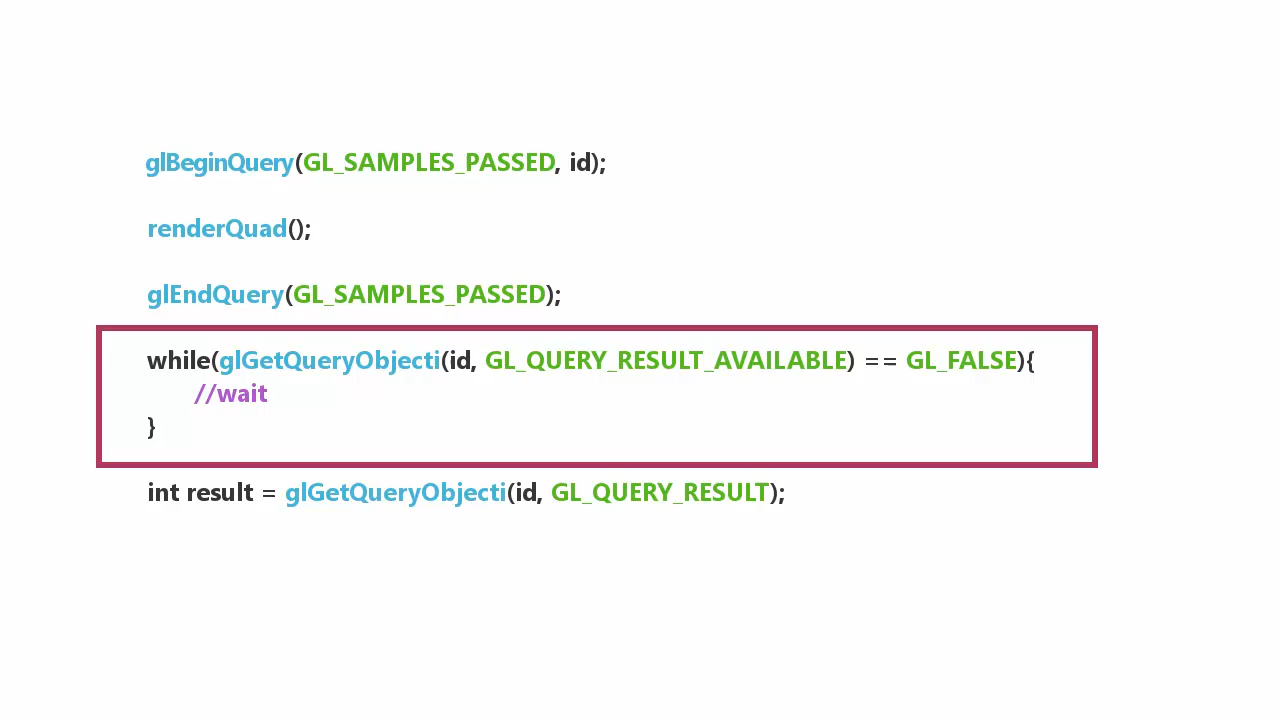 glBeginQuery(GL_SAMPLES_PASSED, id);
renderQuad();
glEndQuery(GL_SAMPLES_PASSED);
while(glGetQueryObjecti(id, GL_QUERY_RESULT_AVAILABLE) == GL_FALSE){
//wait
}
int result = glGetQueryObjecti(id, GL_QUERY_RESULT);